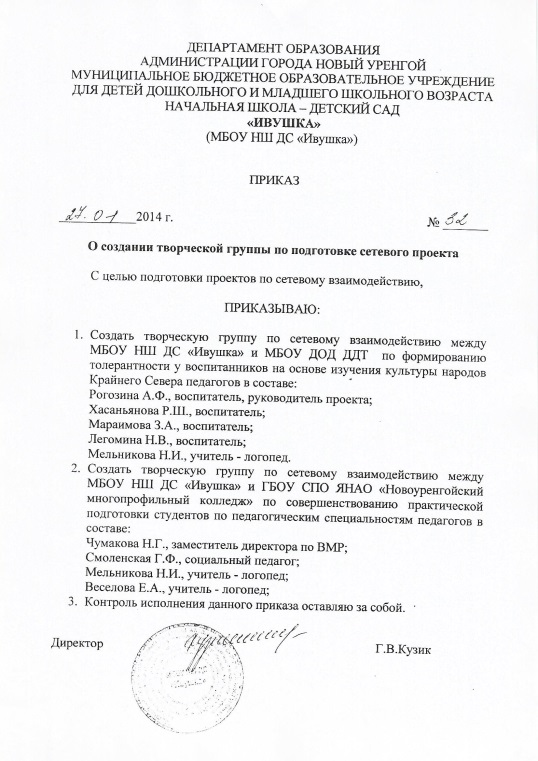 ДЕПАРТАМЕНТ ОБРАЗОВАНИЯ
АДМИНИСТРАЦИИ ГОРОДА НОВЫЙ УРЕНГОЙ
МУНИЦИПАЛЬНОЕ БЮДЖЕТНОЕ ОБРАЗОВАТЕЛЬНОЕ УЧРЕЖДЕНИЕ
ДЛЯ ДЕТЕЙ ДОШКОЛЬНОГО И МЛАДШЕГО ШКОЛЬНОГО ВОЗРАСТА
НАЧАЛЬНАЯ ШКОЛА – ДЕТСКИЙ САД
«ИВУШКА»
(МБОУ НШ ДС «Ивушка»)
ПРИКАЗ
27.01 2014 г.
№ 32
О создании творческой группы по подготовке сетевого проекта
С целью подготовки проектов по сетевому взаимодействию,
ПРИКАЗЫВАЮ:
1. Создать творческую группу по сетевому взаимодействию между
МБОУ НШ ДС «Ивушка» и МБОУ ДОД ДДТ по формированию
толерантности у воспитанников на основе изучения культуры народов
Крайнего Севера педагогов в составе:
Рогозина А.Ф., воспитатель, руководитель проекта;
Хасаньянова Р.Ш., воспитатель;
Мараимова З.А., воспитатель;
Легомина Н.В., воспитатель;
Мельникова Н.И., учитель - логопед.
2. Создать творческую группу по сетевому взаимодействию между
МБОУ НШ ДС «Ивушка» и ГБОУ СПО ЯНАО «Новоуренгойский
многопрофильный колледж» по совершенствованию практической
подготовки студентов по педагогическим специальностям педагогов в
составе:
Чумакова Н.Г., заместитель директора по ВМР;
Смоленская Г.Ф., социальный педагог;
Мельникова Н.И., учитель - логопед;
Веселова Е.А., учитель - логопед;
3. Контроль исполнения данного приказа оставляю за собой.
Директор
Г.В.Кузик